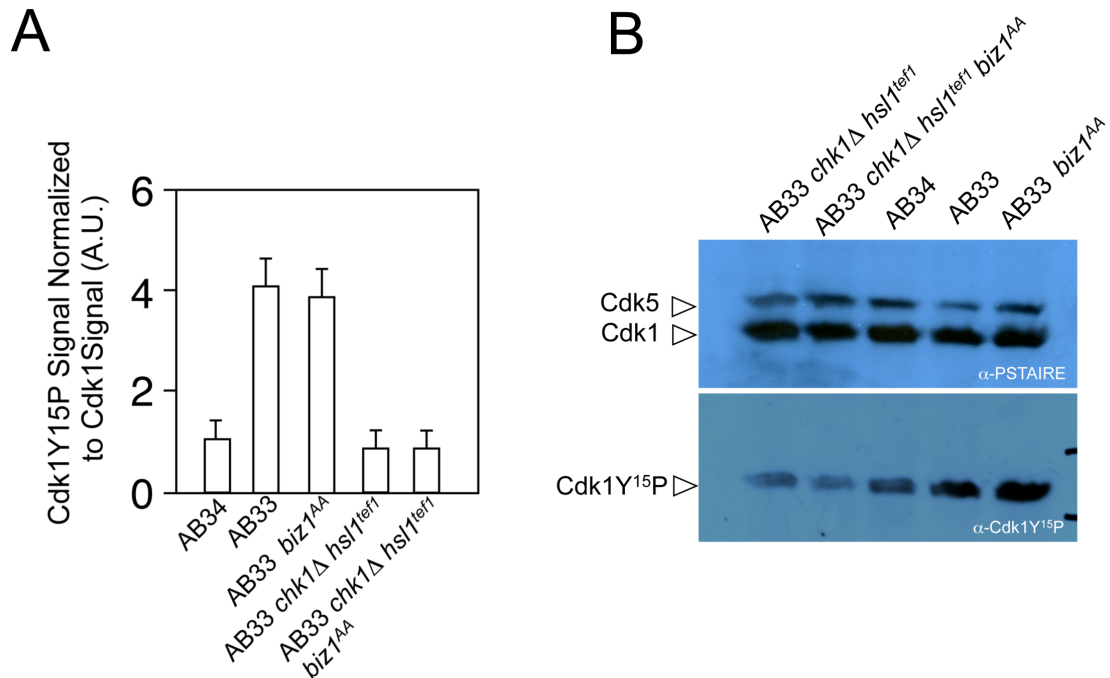 A
Cdk1Y15P Signal Normalized
to Cdk1Signal (A.U.)
6
4
2
0
AB34
AB33
AB33 biz1ᴬᴬ
AB33 chk1Δ hsl1ᵗᵉᶠ¹
AB33 chk1Δ hsl1ᵗᵉᶠ¹
biz1ᴬᴬ
B
AB33 chk1Δ hsl1ᵗᵉᶠ¹
AB33 chk1Δ hsl1ᵗᵉᶠ¹ biz1ᴬᴬ
AB34
AB33
AB33 biz1ᴬᴬ
Cdk5
Cdk1
α-PSTAIRE
Cdk1Y¹⁵P
α-Cdk1Y¹⁵P